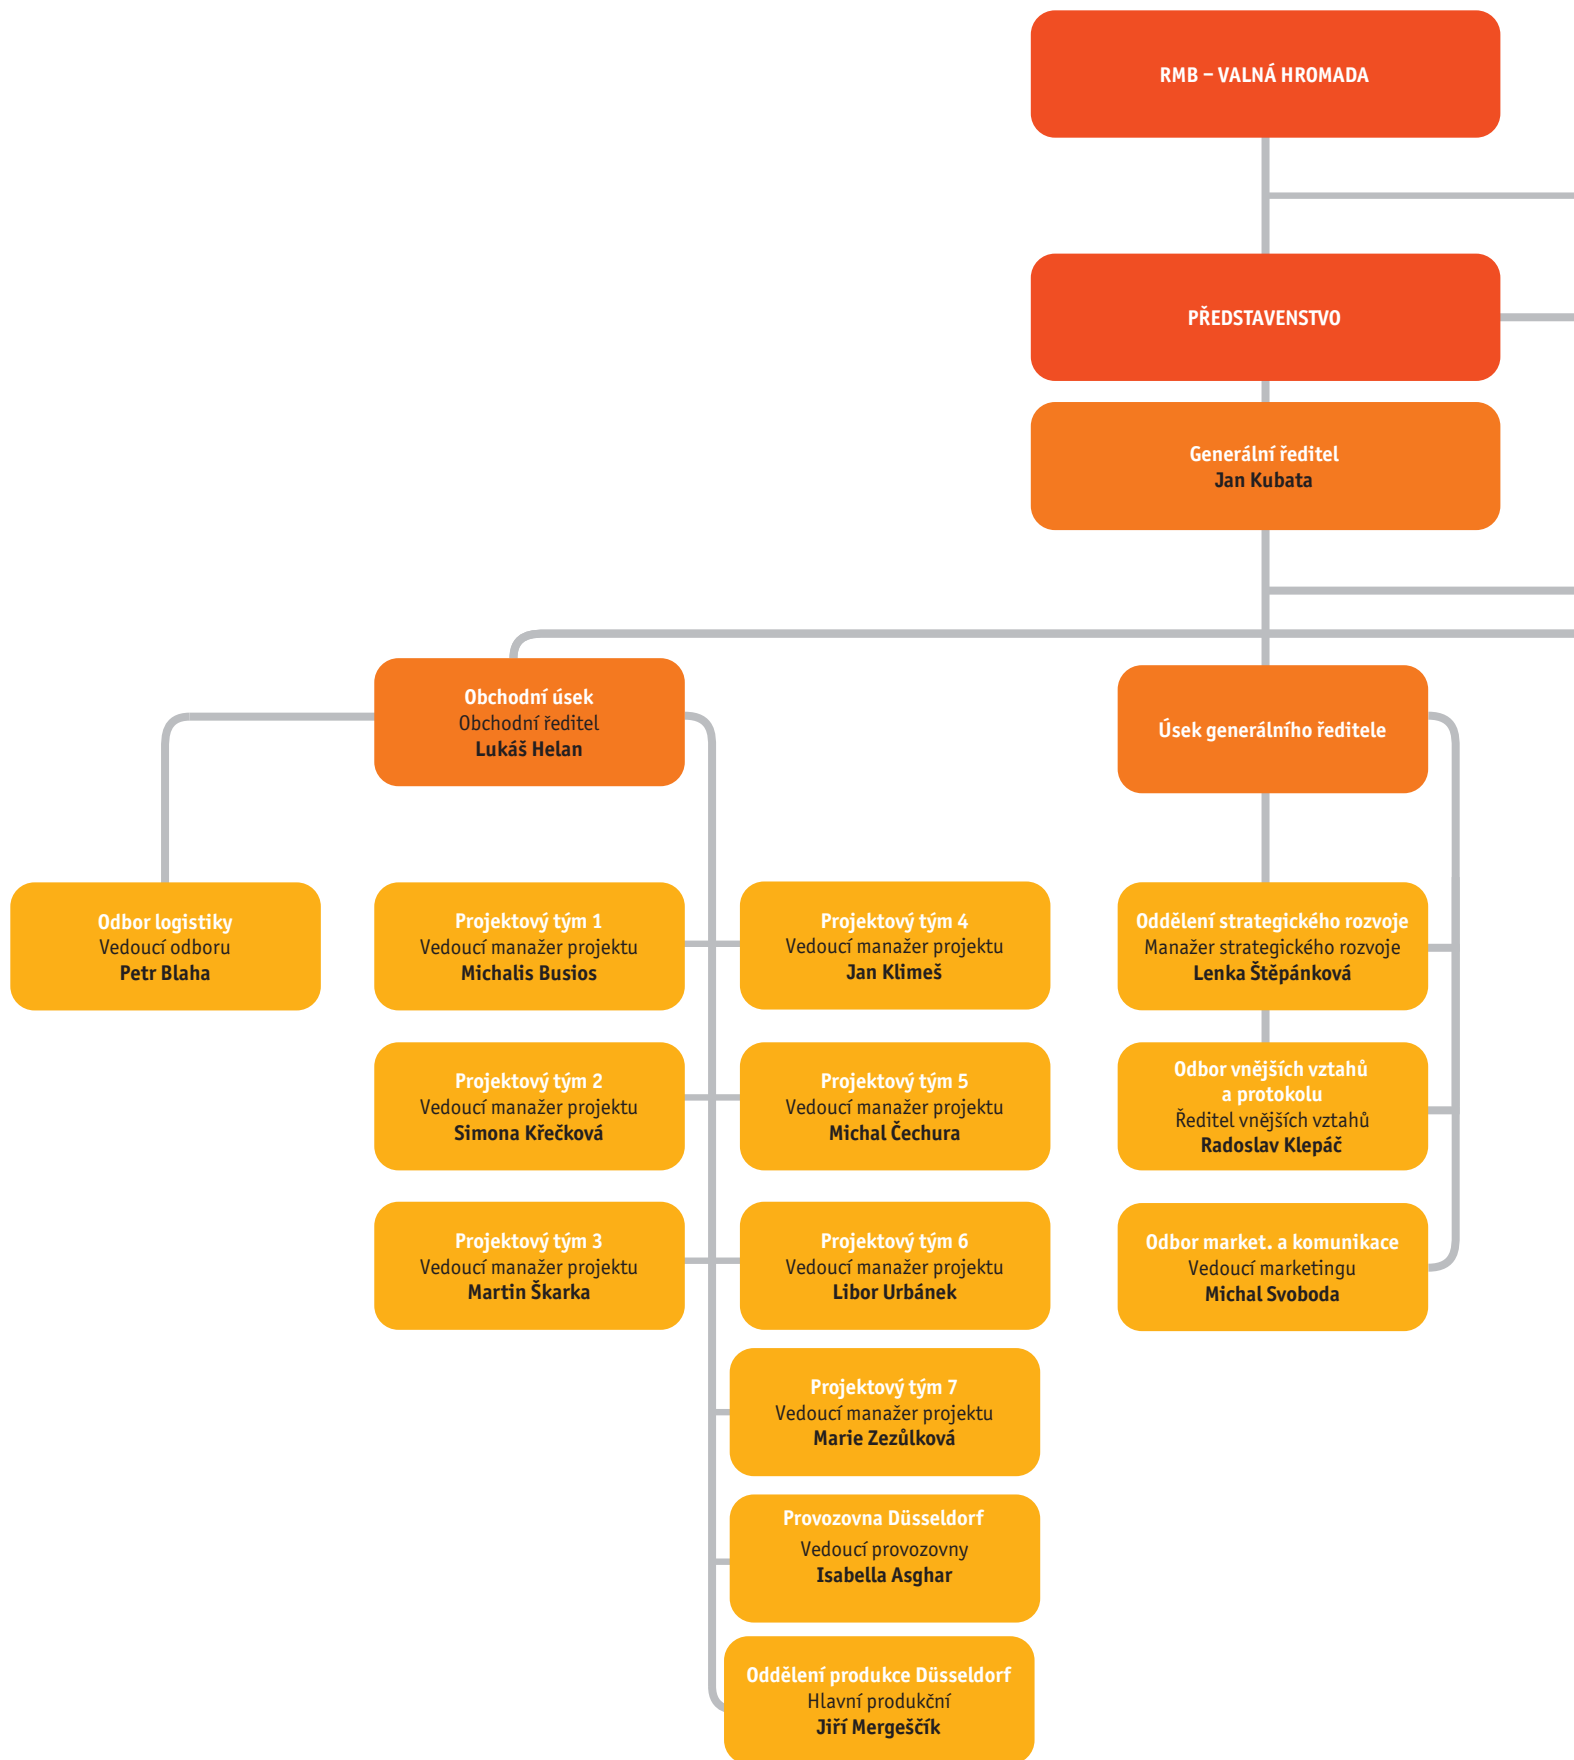 RMB – VALNÁ HROMADA
PŘEDSTAVENSTVO
Generální ředitel
Jan Kubata
Obchodní úsek
Obchodní ředitel
Lukáš Helan
Úsek generálního ředitele
Odbor logistiky
Vedoucí odboru
Petr Blaha
Projektový tým 1
Vedoucí manažer projektu
Michalis Busios
Projektový tým 4
Vedoucí manažer projektu
Jan Klimeš
Oddělení strategického rozvoje
Manažer strategického rozvoje
Lenka Štěpánková
Projektový tým 2
Vedoucí manažer projektu
Simona Křečková
Projektový tým 5
Vedoucí manažer projektu
Michal Čechura
Odbor vnějších vztahů
a protokolu
Ředitel vnějších vztahů
Radoslav Klepáč
Projektový tým 3
Vedoucí manažer projektu
Martin Škarka
Projektový tým 6
Vedoucí manažer projektu
Libor Urbánek
Odbor market. a komunikace
Vedoucí marketingu
Michal Svoboda
Projektový tým 7
Vedoucí manažer projektu
Marie Zezůlková
Provozovna Düsseldorf
Vedoucí provozovny
Isabella Asghar
Oddělení produkce Düsseldorf
Hlavní produkční
Jiří Mergeščík